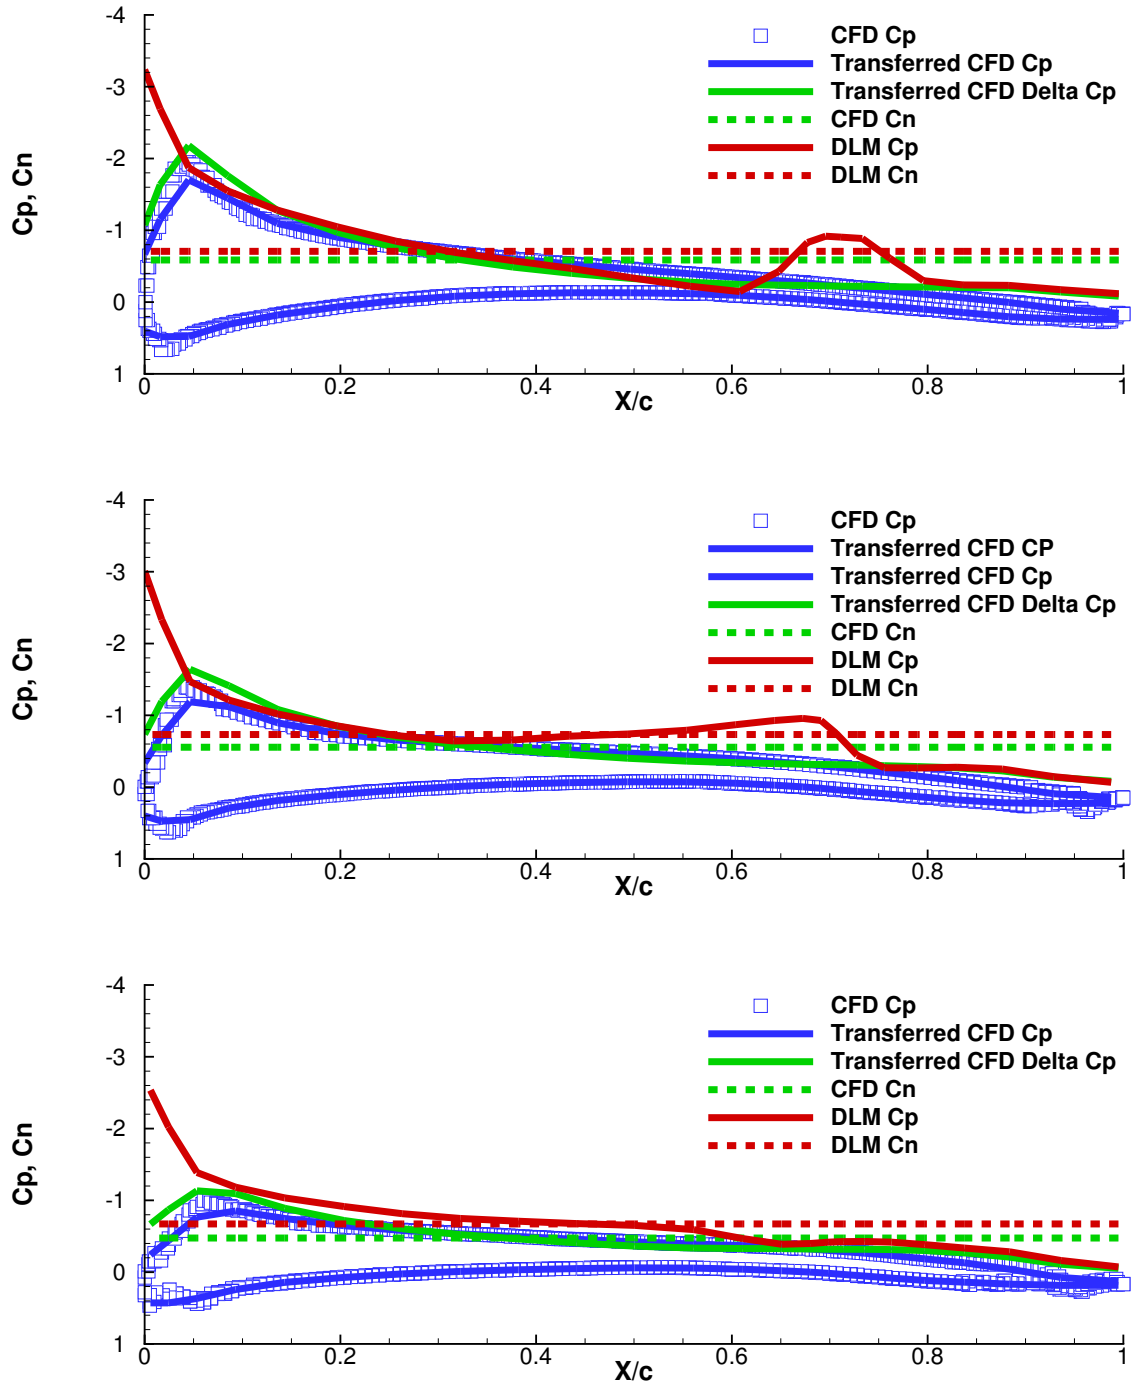 -4
CFD Cp
Transferred CFD Cp
-3
Transferred CFD Delta Cp
CFD Cn
DLM Cp
-2
DLM Cn
Cp, Cn
-1
0
1
0 0.2 0.4 0.6 0.8 1
X/c
-4
CFD Cp
Transferred CFD CP
-3
Transferred CFD Cp
Transferred CFD Delta Cp
CFD Cn
-2
DLM Cp
DLM Cn
Cp, Cn
-1
0
1
0 0.2 0.4 0.6 0.8 1
X/c
-4
CFD Cp
Transferred CFD Cp
-3
Transferred CFD Delta Cp
CFD Cn
DLM Cp
-2
DLM Cn
Cp, Cn
-1
0
1
0 0.2 0.4 0.6 0.8 1
X/c